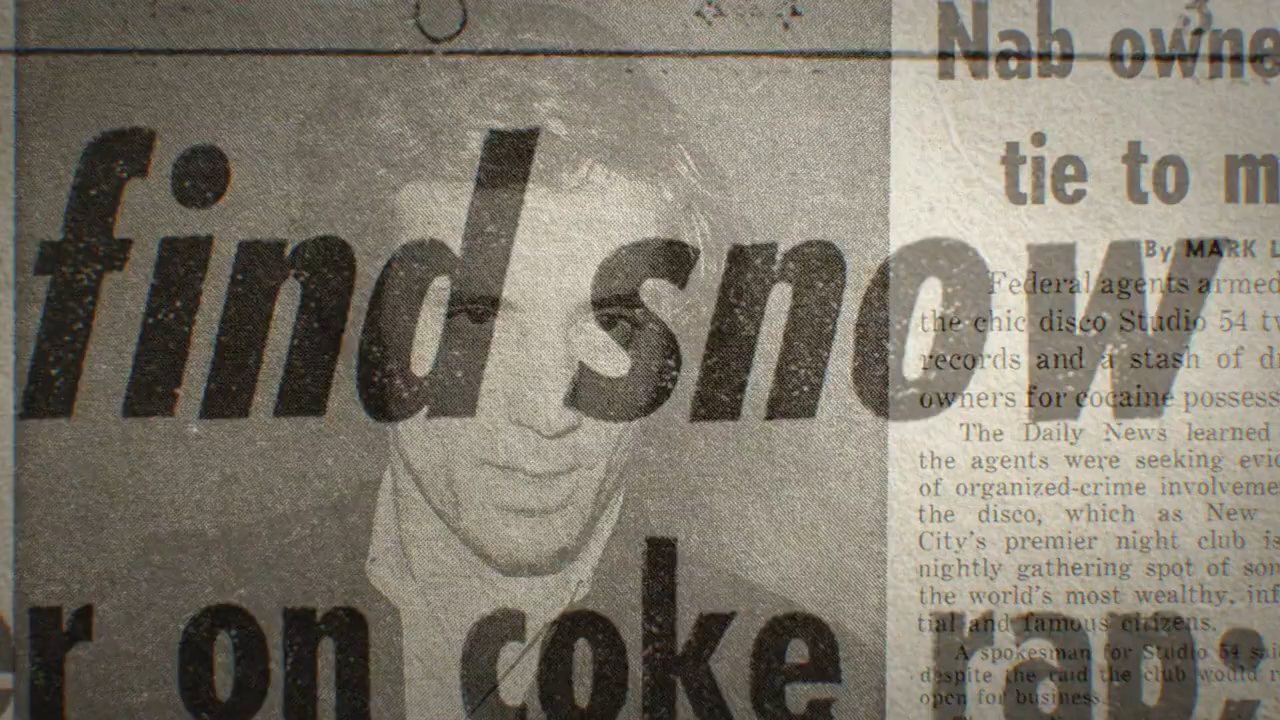 Nab owne
find snow
tie to m
By MARK L
Federal agents armed
the chic disco Studio 54
records and a stash of
owners for cocaine possess
The Daily News learned
the agents were seeking evi
of organized-crime involveme
the disco, which as New
City's premier night club is
nightly gathering spot of
the world's most wealthy, inf
tial and famous citizens.
r on coke rap:
A spokesman for Studio 54 sai
despite the raid the club would
open for business.